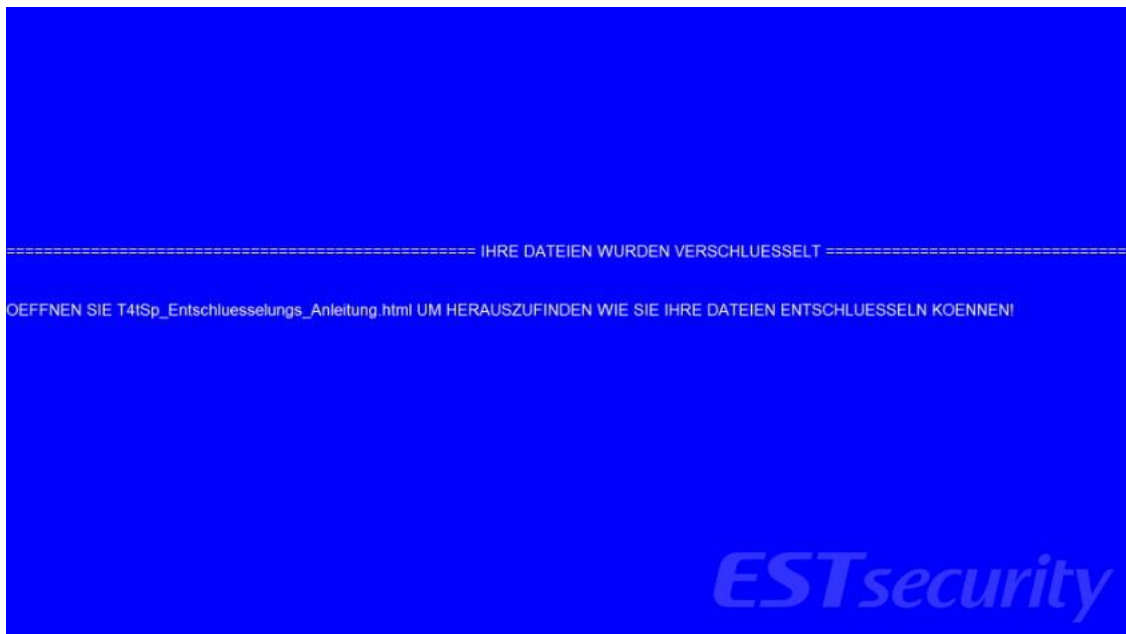 ================================================== IHRE DATEIEN WURDEN VERSCHLUESSELT ================================
OEFFNEN SIE T4tSp_Entschluesselungs_Anleitung.html UM HERAUSZUFINDEN WIE SIE IHRE DATEIEN ENTSCHLUESSELN KOENNEN!
ESTsecurity